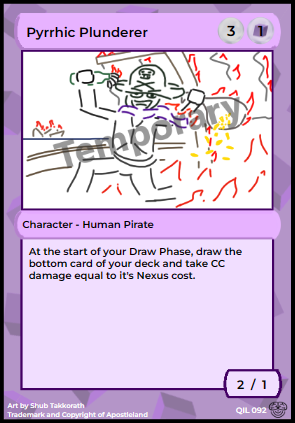 Pyrrhic Plunderer 3 1
Temporary
Character - Human Pirate
At the start of your Draw Phase, draw the
bottom card of your deck and take CC
damage equal to it's Nexus cost.
2 / 1
Art by Shub Takkorath
Trademark and Copyright of Apostoleland
QIL 092